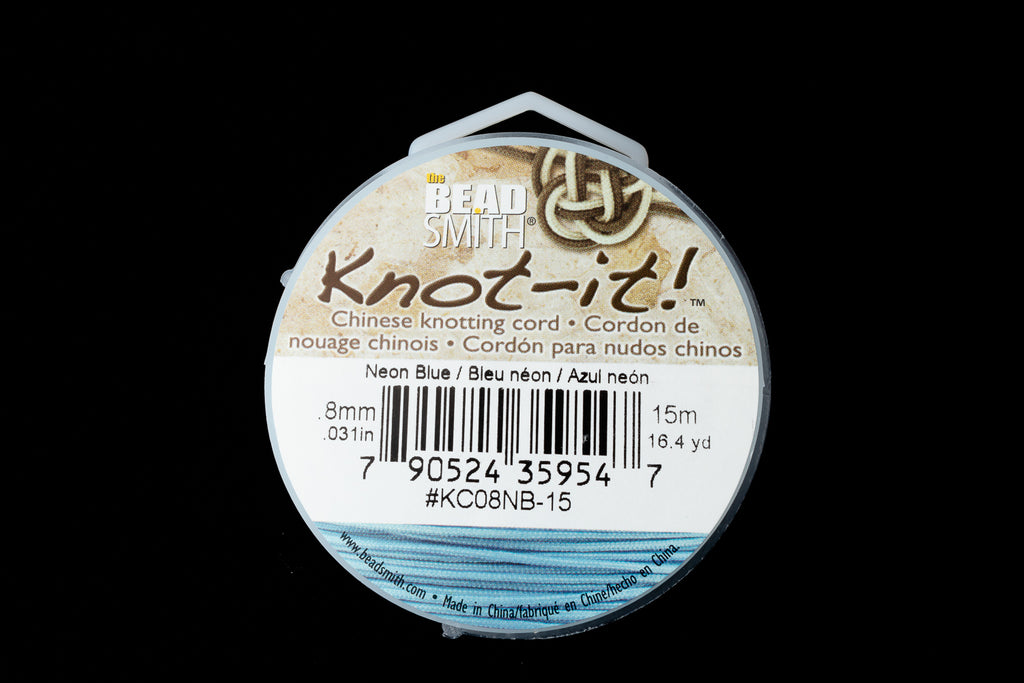 the
BEAD
SMITH®
Knot-it!™
Chinese knotting cord • Cordon de
nouage chinois • Cordón para nudos chinos
Neon Blue / Bleu néon / Azul neón
.8mm 15m
.031in 16.4 yd
7 90524 35954 7
#KC08NB-15
www.beadsmith.com • Made in China/fabriqué en Chine/hecho en China.